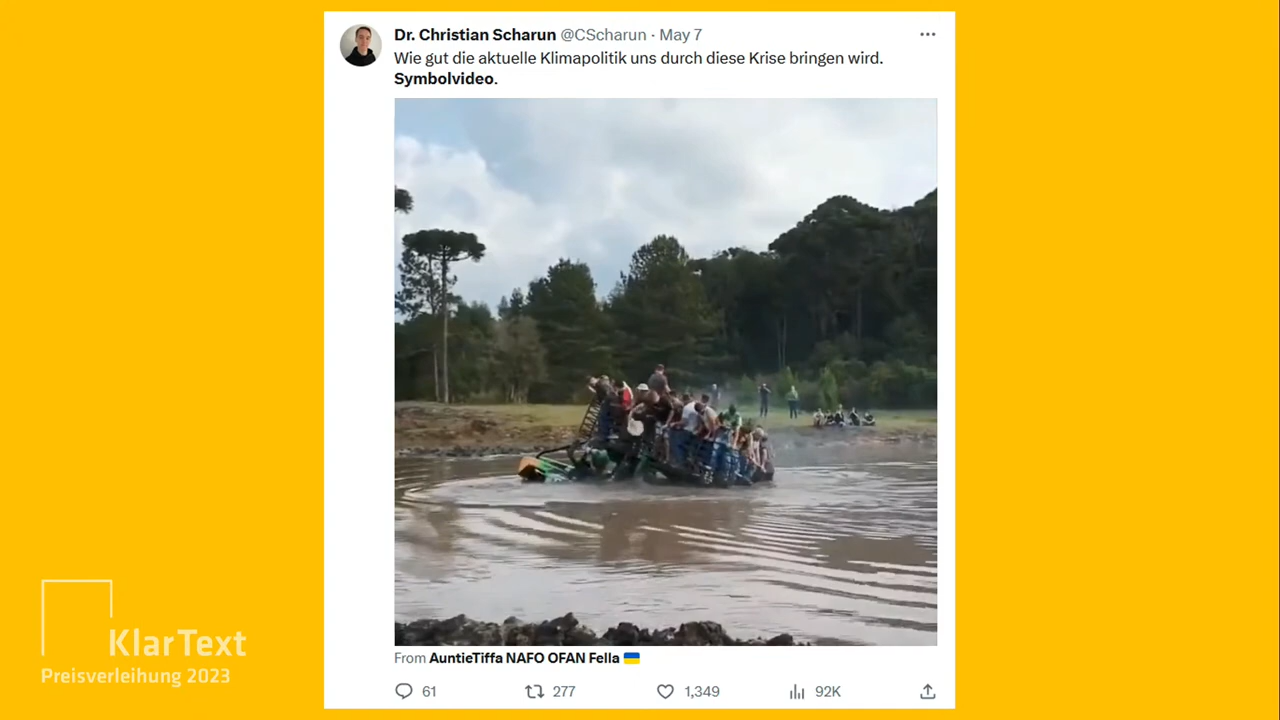 Dr. Christian Scharun @CScharun · May 7
Wie gut die aktuelle Klimapolitik uns durch diese Krise bringen wird.
Symbolvideo.
From AuntieTiffa NAFO OFAN Fella 🇺🇦
61 277 1,349 92K
KlarText
Preisverleihung 2023